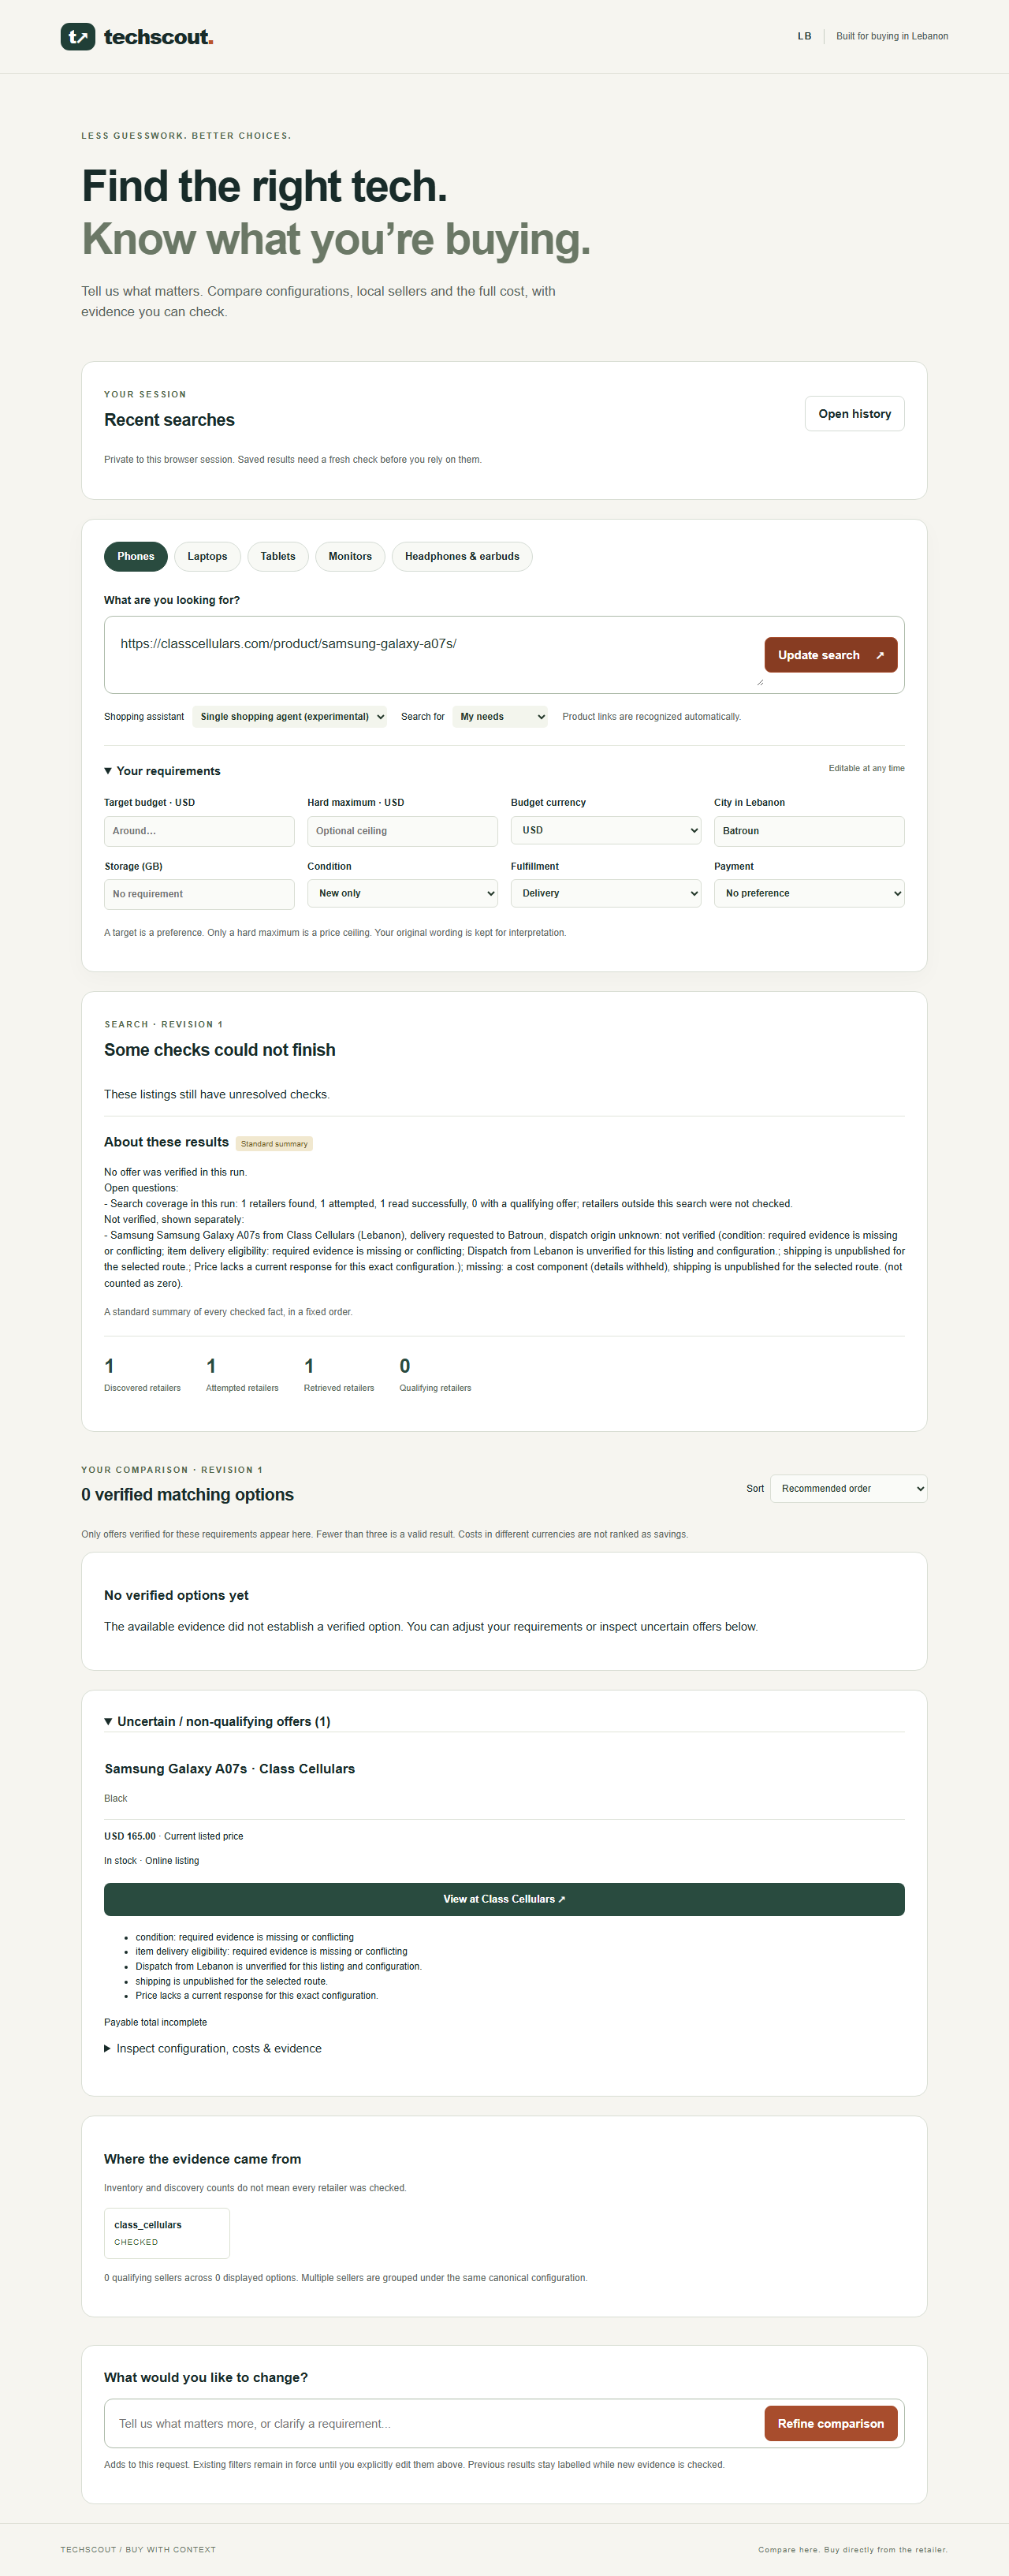 t↗ techscout.
LB Built for buying in Lebanon
LESS GUESSWORK. BETTER CHOICES.
Find the right tech.
Know what you’re buying.
Tell us what matters. Compare configurations, local sellers and the full cost, with
evidence you can check.
YOUR SESSION
Recent searches
Open history
Private to this browser session. Saved results need a fresh check before you rely on them.
Phones Laptops Tablets Monitors Headphones & earbuds
What are you looking for?
https://classcellulars.com/product/samsung-galaxy-a07s/
Update search ↗
Shopping assistant Single shopping agent (experimental) Search for My needs Product links are recognized automatically.
▼ Your requirements
Editable at any time
Target budget · USD Hard maximum · USD Budget currency City in Lebanon
Around... Optional ceiling USD Batroun
Storage (GB) Condition Fulfillment Payment
No requirement New only Delivery No preference
A target is a preference. Only a hard maximum is a price ceiling. Your original wording is kept for interpretation.
SEARCH · REVISION 1
Some checks could not finish
These listings still have unresolved checks.
About these results Standard summary
No offer was verified in this run.
Open questions:
- Search coverage in this run: 1 retailers found, 1 attempted, 1 read successfully, 0 with a qualifying offer; retailers outside this search were not checked.
Not verified, shown separately:
- Samsung Samsung Galaxy A07s from Class Cellulars (Lebanon), delivery requested to Batroun, dispatch origin unknown: not verified (condition: required evidence is missing
or conflicting; item delivery eligibility: required evidence is missing or conflicting; Dispatch from Lebanon is unverified for this listing and configuration.; shipping is unpublished for
the selected route.; Price lacks a current response for this exact configuration.); missing: a cost component (details withheld), shipping is unpublished for the selected route. (not
counted as zero).
A standard summary of every checked fact, in a fixed order.
1 1 1 0
Discovered retailers Attempted retailers Retrieved retailers Qualifying retailers
YOUR COMPARISON · REVISION 1
0 verified matching options
Sort Recommended order
Only offers verified for these requirements appear here. Fewer than three is a valid result. Costs in different currencies are not ranked as savings.
No verified options yet
The available evidence did not establish a verified option. You can adjust your requirements or inspect uncertain offers below.
▼ Uncertain / non-qualifying offers (1)
Samsung Galaxy A07s · Class Cellulars
Black
USD 165.00 · Current listed price
In stock · Online listing
View at Class Cellulars ↗
• condition: required evidence is missing or conflicting
• item delivery eligibility: required evidence is missing or conflicting
• Dispatch from Lebanon is unverified for this listing and configuration.
• shipping is unpublished for the selected route.
• Price lacks a current response for this exact configuration.
Payable total incomplete
▶ Inspect configuration, costs & evidence
Where the evidence came from
Inventory and discovery counts do not mean every retailer was checked.
class_cellulars
CHECKED
0 qualifying sellers across 0 displayed options. Multiple sellers are grouped under the same canonical configuration.
What would you like to change?
Tell us what matters more, or clarify a requirement...
Refine comparison
Adds to this request. Existing filters remain in force until you explicitly edit them above. Previous results stay labelled while new evidence is checked.
TECHSCOUT / BUY WITH CONTEXT
Compare here. Buy directly from the retailer.